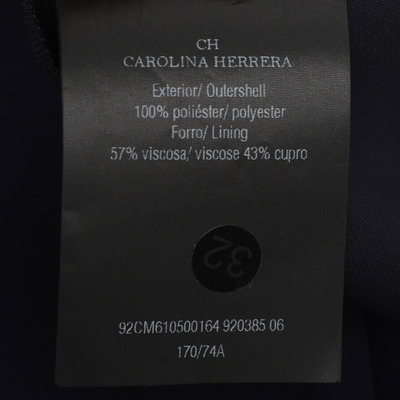 CH
CAROLINA HERRERA
Exterior/ Outershell
100% poliéster/ polyester
Forro/ Lining
57% viscosa/ viscose 43% cupro
32
92CM610500164 920385 06
170/74A